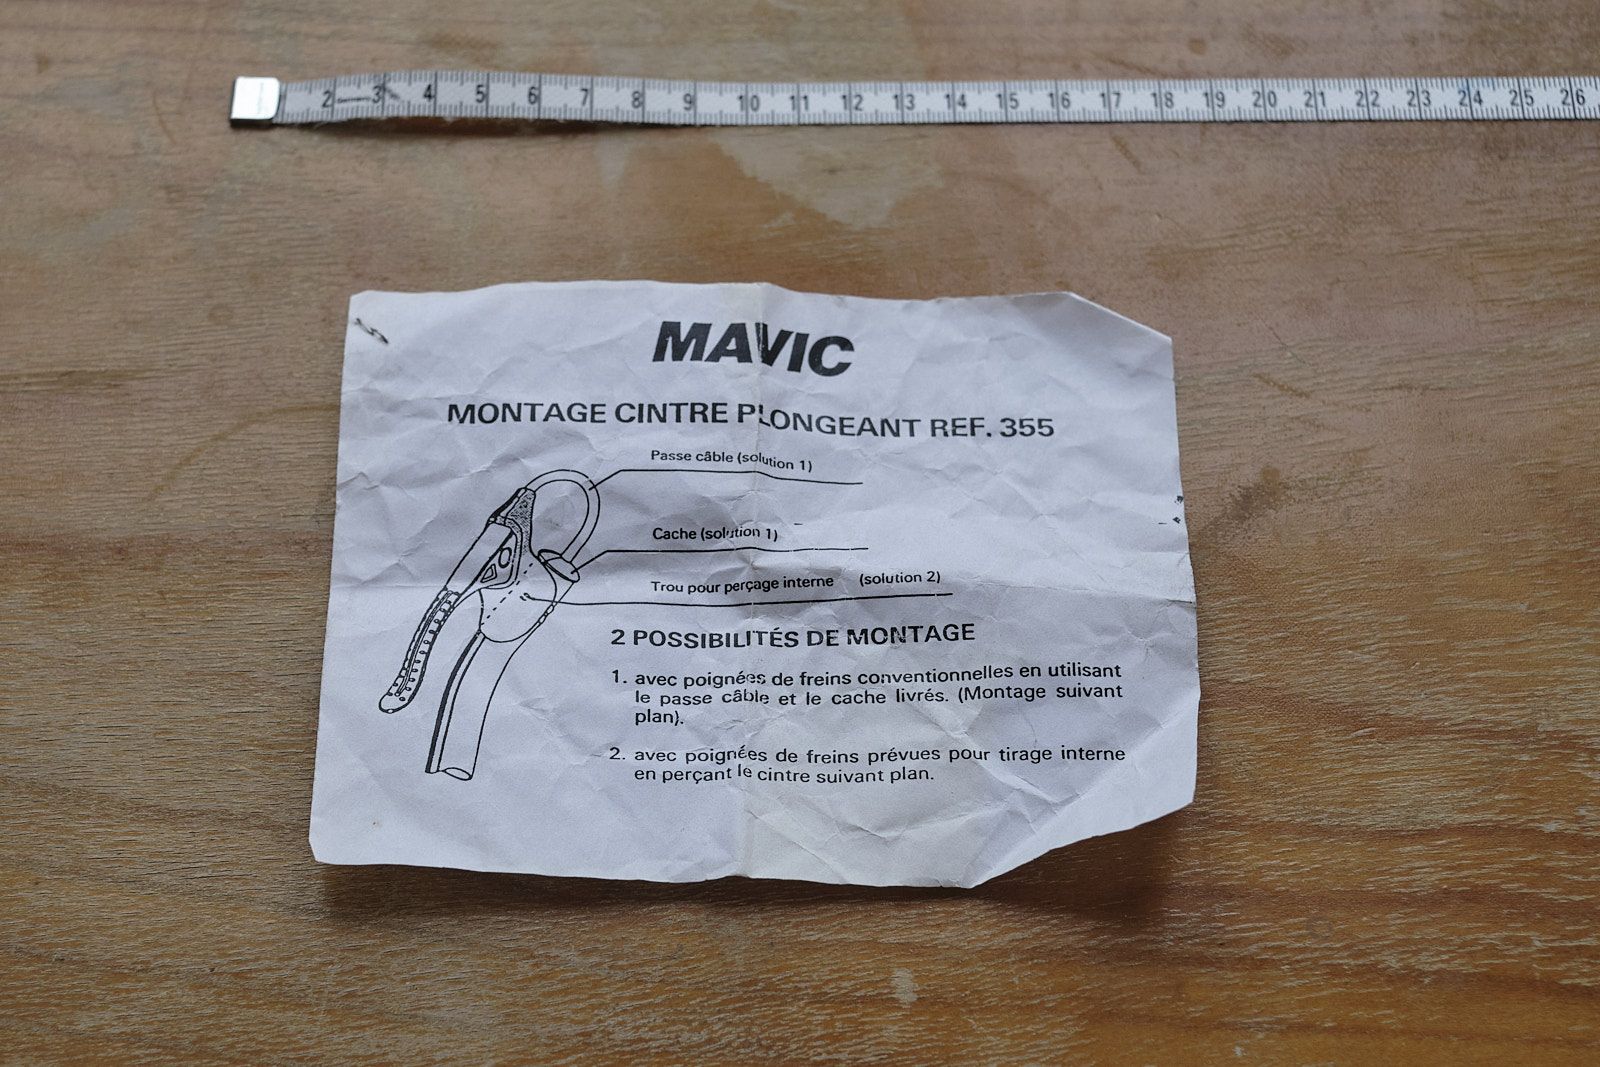 2 3 4 5 6 7 8 9 10 11 12 13 14 15 16 17 18 19 20 21 22 23 24 25 26
MAVIC
MONTAGE CINTRE PLONGEANT REF. 355
Passe câble (solution 1)
Cache (solution 1)
Trou pour perçage interne (solution 2)
2 POSSIBILITÉS DE MONTAGE
1. avec poignées de freins conventionnelles en utilisant
le passe câble et le cache livrés. (Montage suivant
plan).
2. avec poignées de freins prévues pour tirage interne
en perçant le cintre suivant plan.